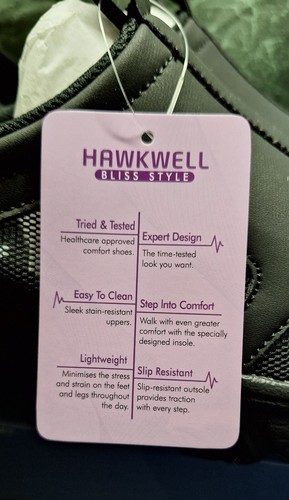 HAWKWELL
BLISS STYLE
Tried & Tested
Healthcare approved
comfort shoes.
Expert Design
The time-tested
look you want.
Easy To Clean
Sleek stain-resistant
uppers.
Step Into Comfort
Walk with even greater
comfort with the specially
designed insole.
Lightweight
Minimises the stress
and strain on the feet
and legs throughout
the day.
Slip Resistant
Slip-resistant outsole
provides traction
with every step.